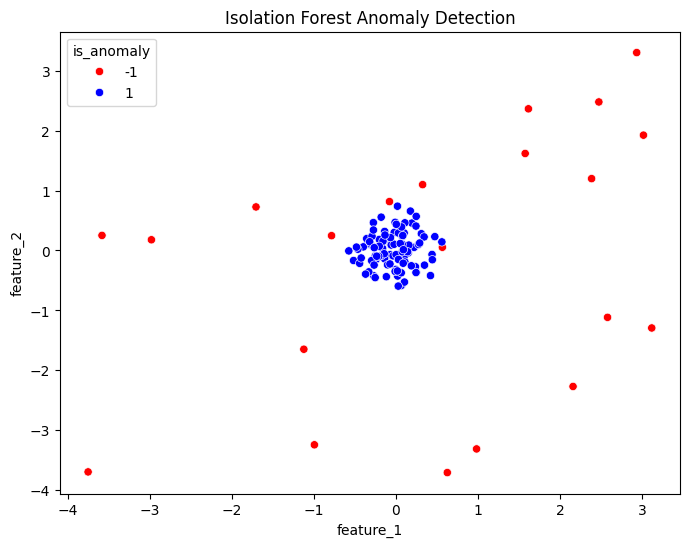 Isolation Forest Anomaly Detection
is_anomaly
-1
1
feature_2
3
2
1
0
−1
−2
−3
−4
−4 −3 −2 −1 0 1 2 3
feature_1